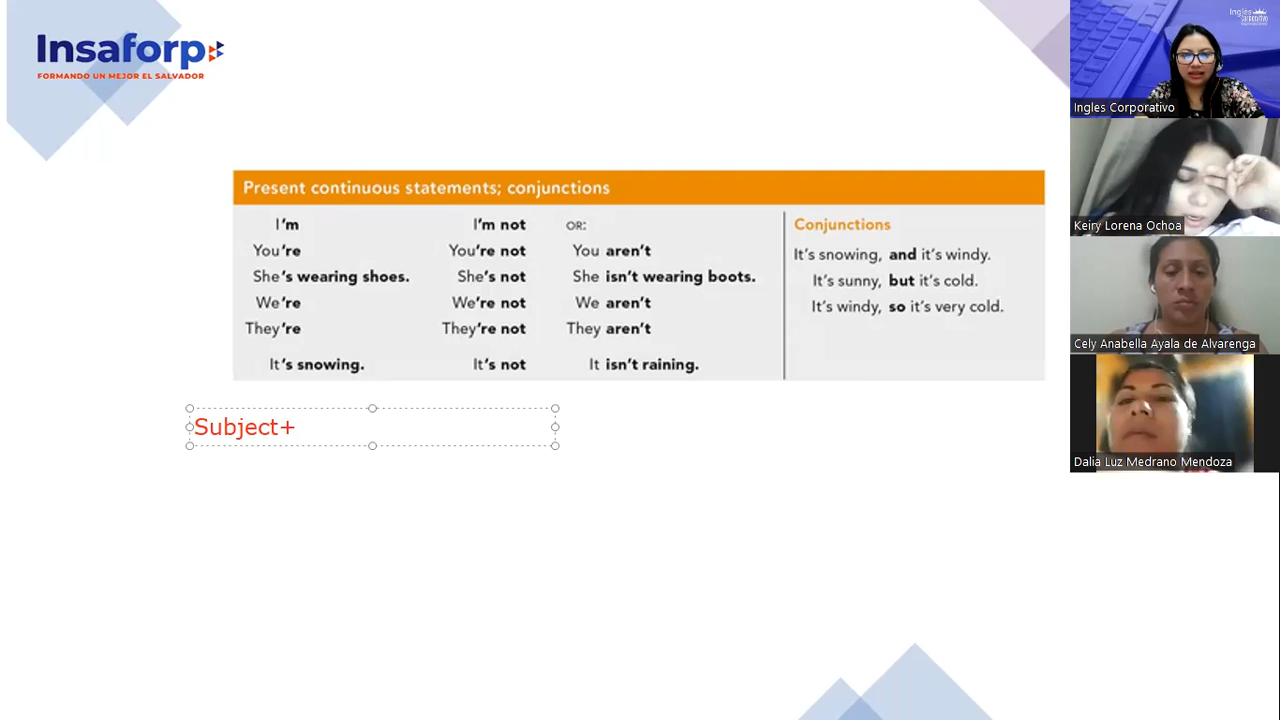 Insaforp
FORMANDO UN MEJOR EL SALVADOR
Present continuous statements; conjunctions
I'm I'm not OR: Conjunctions
You're You're not You aren't It's snowing, and it's windy.
She's wearing shoes. She's not She isn't wearing boots. It's sunny, but it's cold.
We're We're not We aren't It's windy, so it's very cold.
They're They're not They aren't
It's snowing. It's not It isn't raining.
Subject+
Ingles Corporativo
Keiry Lorena Ochoa
Cely Anabella Ayala de Alvarenga
Dalia Luz Medrano Mendoza